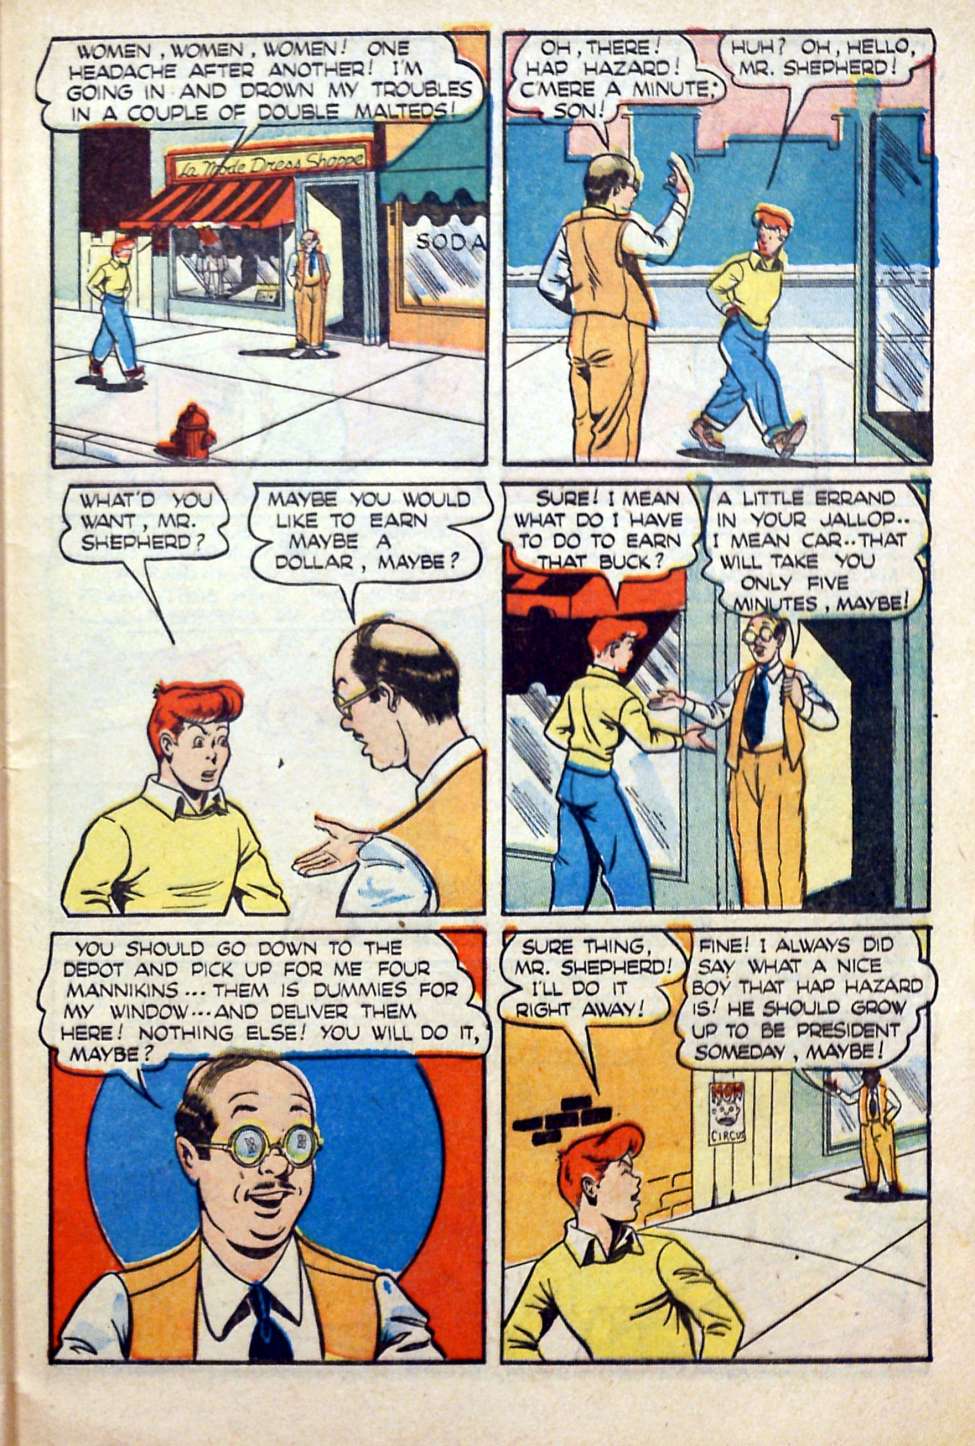 WOMEN, WOMEN, WOMEN! ONE
HEADACHE AFTER ANOTHER! I'M
GOING IN AND DROWN MY TROUBLES
IN A COUPLE OF DOUBLE MALTEDS!
La Mode Dress Shoppe
SODA
OH, THERE!
HAP HAZARD!
C'MERE A MINUTE,
SON!
HUH? OH, HELLO,
MR. SHEPHERD!
WHAT'D YOU
WANT, MR.
SHEPHERD?
MAYBE YOU WOULD
LIKE TO EARN
MAYBE A
DOLLAR, MAYBE?
SURE! I MEAN
WHAT DO I HAVE
TO DO TO EARN
THAT BUCK?
A LITTLE ERRAND
IN YOUR JALLOP..
I MEAN CAR..THAT
WILL TAKE YOU
ONLY FIVE
MINUTES, MAYBE!
YOU SHOULD GO DOWN TO THE
DEPOT AND PICK UP FOR ME FOUR
MANNIKINS...THEM IS DUMMIES FOR
MY WINDOW...AND DELIVER THEM
HERE! NOTHING ELSE! YOU WILL DO IT,
MAYBE?
SURE THING,
MR. SHEPHERD!
I'LL DO IT
RIGHT AWAY!
FINE! I ALWAYS DID
SAY WHAT A NICE
BOY THAT HAP HAZARD
IS! HE SHOULD GROW
UP TO BE PRESIDENT
SOMEDAY, MAYBE!
CIRCUS